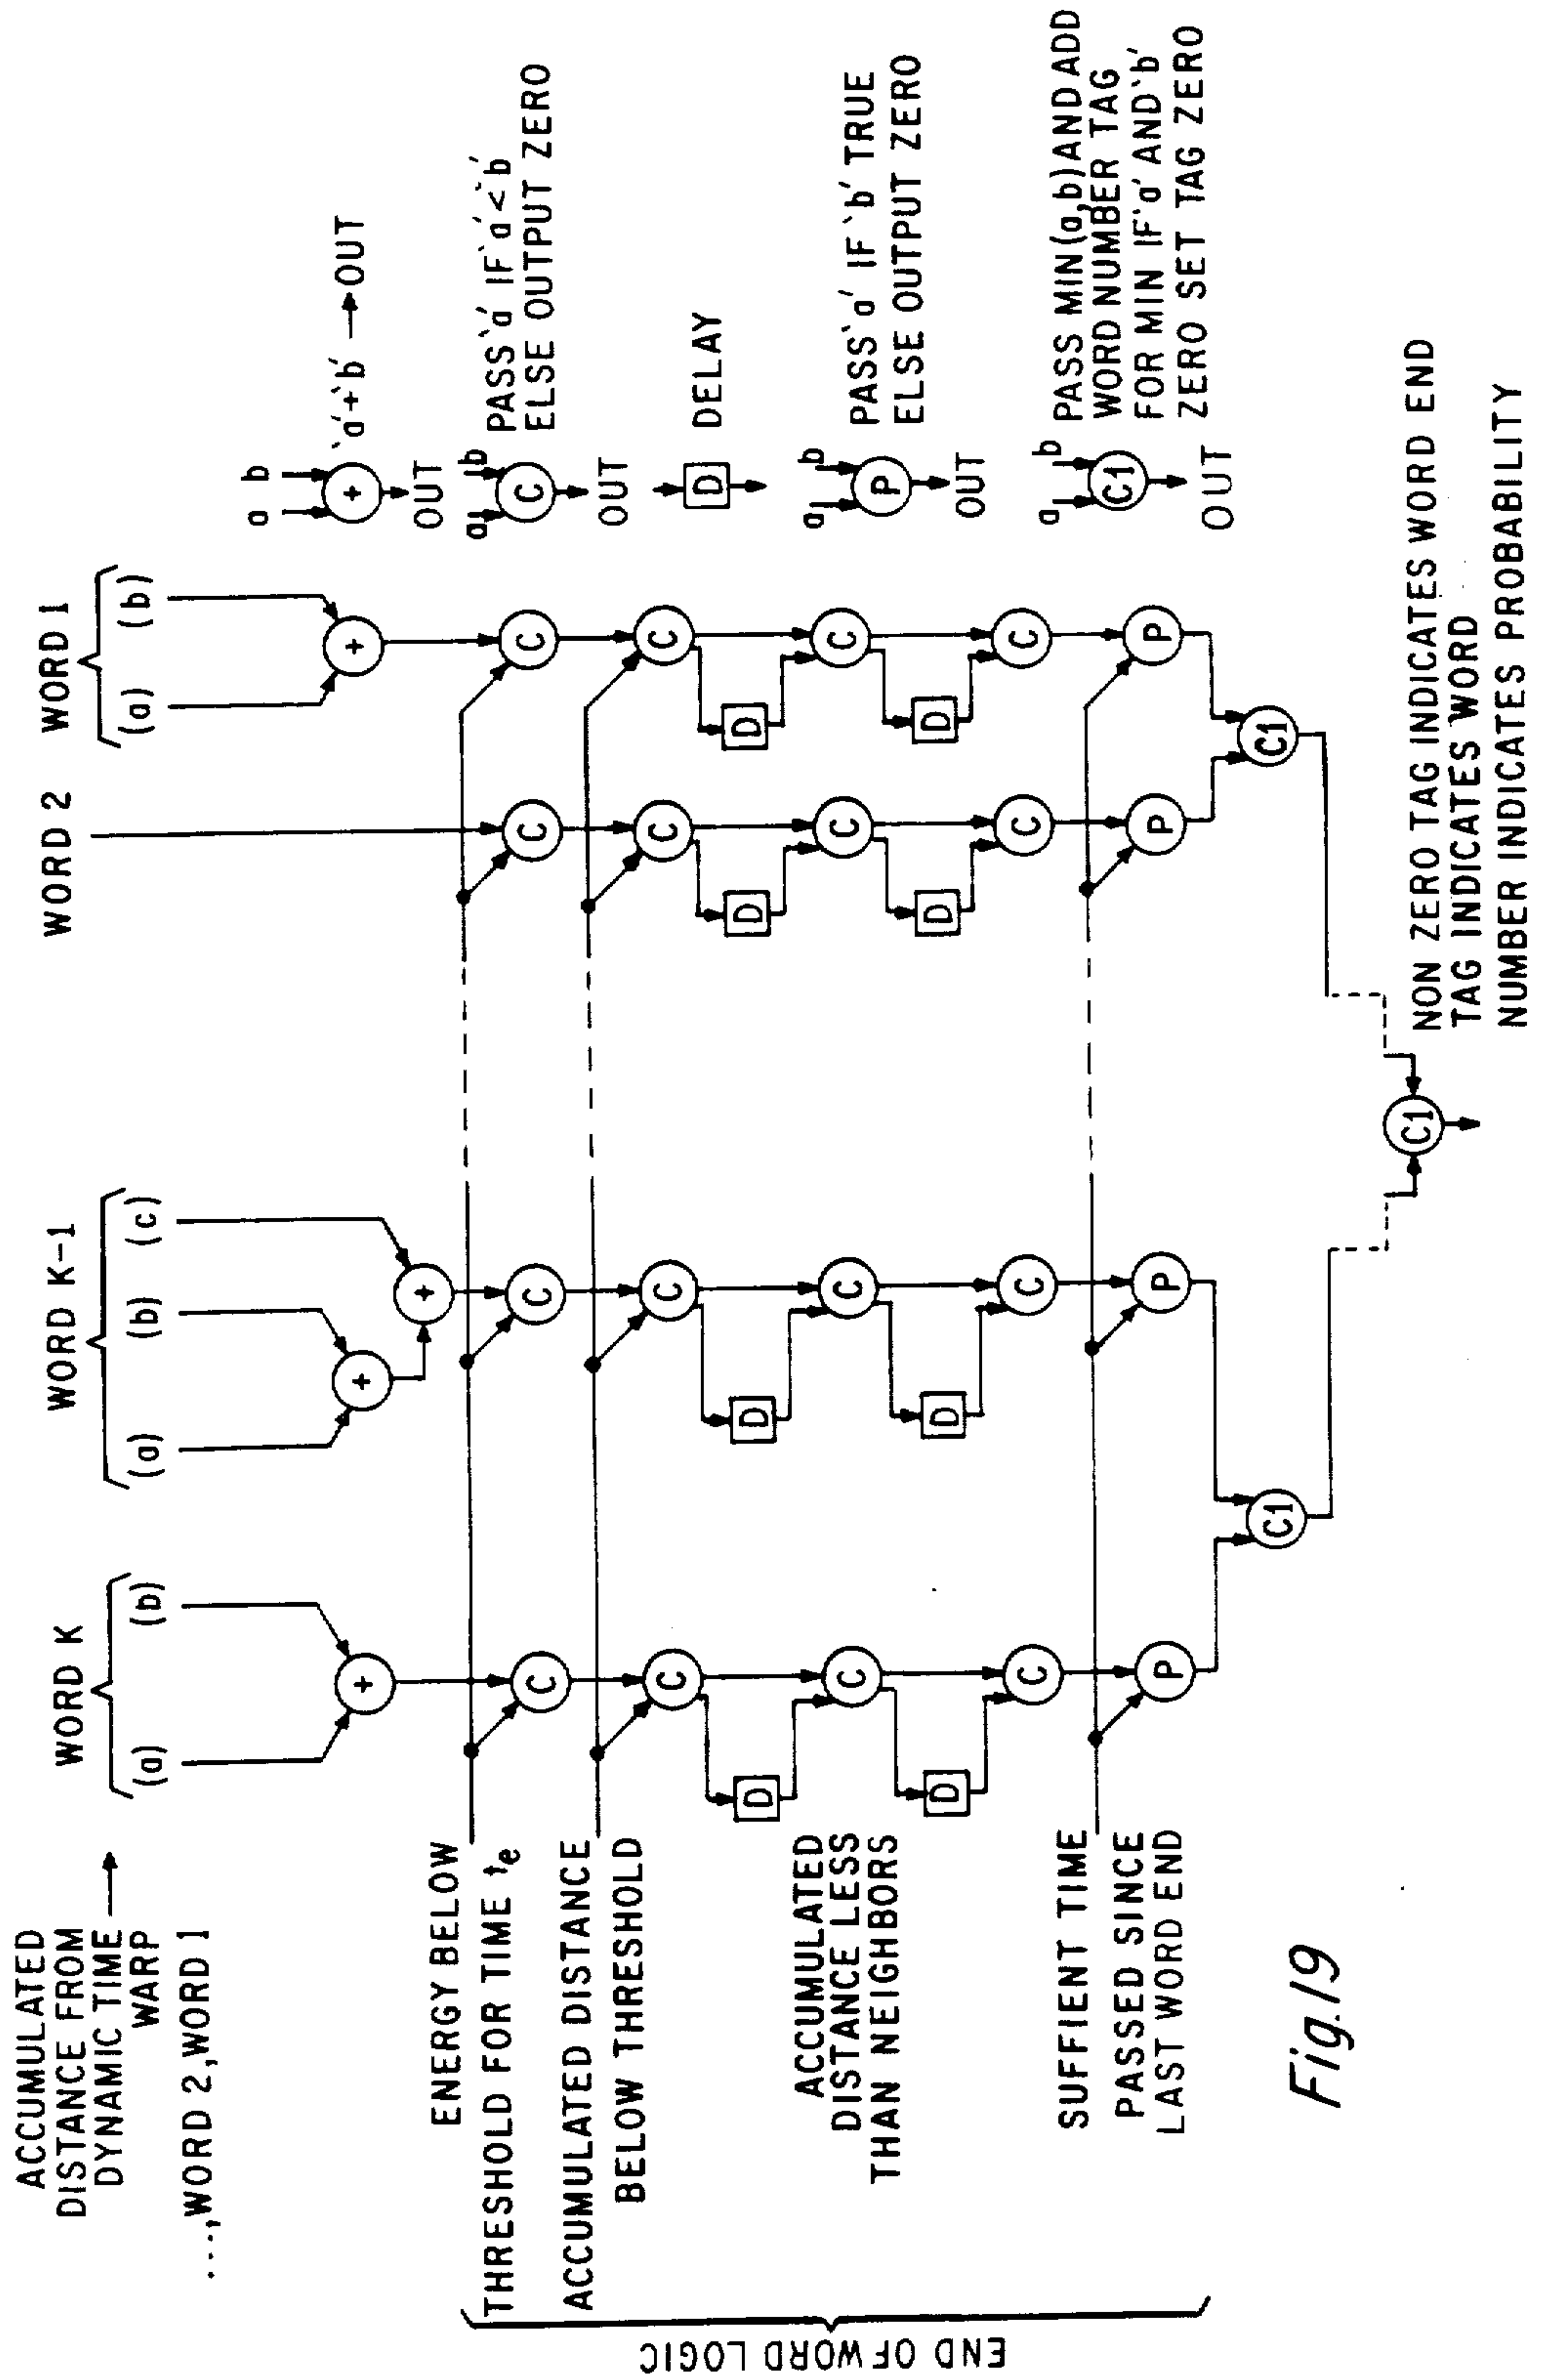 ACCUMULATED
DISTANCE FROM
DYNAMIC TIME
WARP
...,WORD 2,WORD 1
WORD K
(a) (b)
WORD K-1
(a) (b) (c)
WORD 2
WORD 1
(a) (b)
+ + + +
END OF WORD LOGIC
ENERGY BELOW
THRESHOLD FOR TIME te
C C C C
ACCUMULATED DISTANCE
BELOW THRESHOLD
C C C C
D D D D
ACCUMULATED
DISTANCE LESS
THAN NEIGHBORS
C C C C
D D D D
C C C C
SUFFIENT TIME
PASSED SINCE
LAST WORD END
P P P P
C1 C1
C1
NON ZERO TAG INDICATES WORD END
TAG INDICATES WORD
NUMBER INDICATES PROBABILITY
a b
+
OUT
'a'+'b' → OUT
a b
C
OUT
PASS 'a' IF 'a' < 'b'
ELSE OUTPUT ZERO
D DELAY
a b
P
OUT
PASS 'a' IF 'b' TRUE
ELSE OUTPUT ZERO
a b
C1
OUT
PASS MIN (a,b) AND ADD
WORD NUMBER TAG
FOR MIN IF 'a' AND 'b'
ZERO SET TAG ZERO
Fig.19